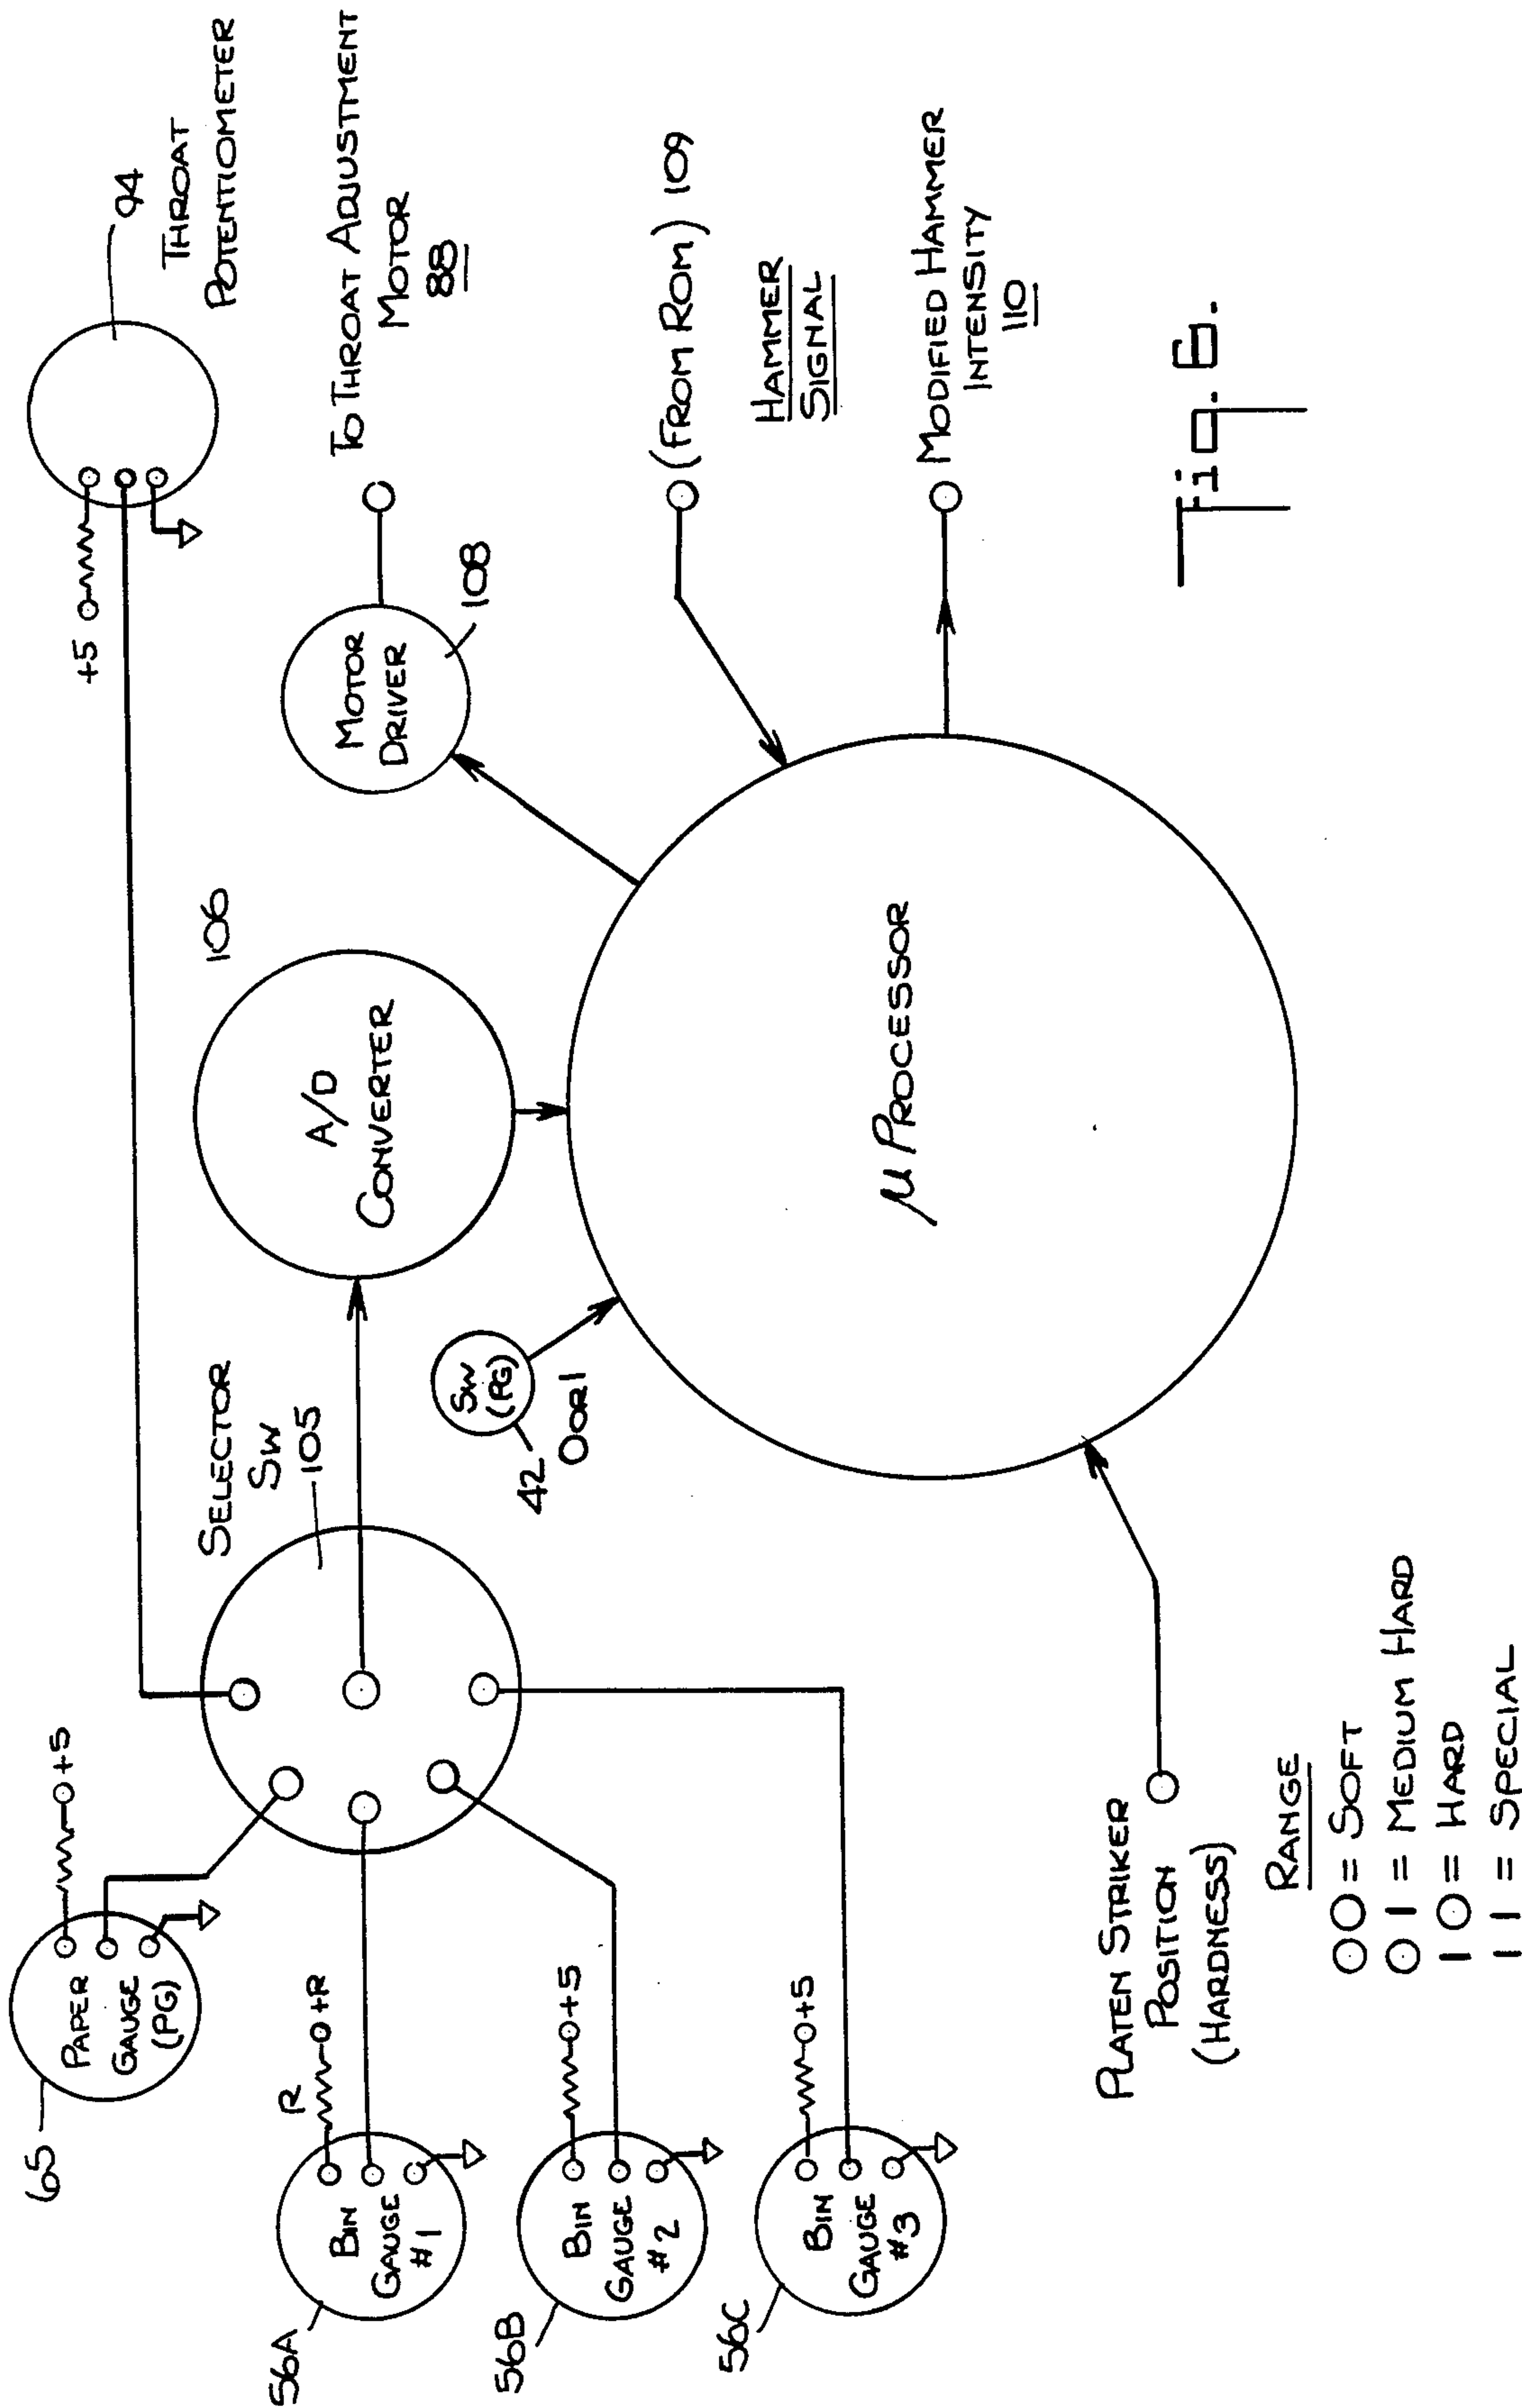 65
PAPER
GAUGE
(PG)
+5
56A
BIN
GAUGE
#1
R
+R
56B
BIN
GAUGE
#2
+5
56C
BIN
GAUGE
#3
+5
SELECTOR
SW
105
A/D
CONVERTER
106
+5
94
THROAT
POTENTIOMETER
MOTOR
DRIVER
108
TO THROAT ADJUSTMENT
MOTOR
88
SW
(PG)
42
0 OR 1
μ PROCESSOR
(FROM ROM) 109
HAMMER
SIGNAL
MODIFIED HAMMER
INTENSITY
110
PLATEN STRIKER
POSITION
(HARDNESS)
RANGE
00 = SOFT
01 = MEDIUM HARD
10 = HARD
11 = SPECIAL
Fig. 6.